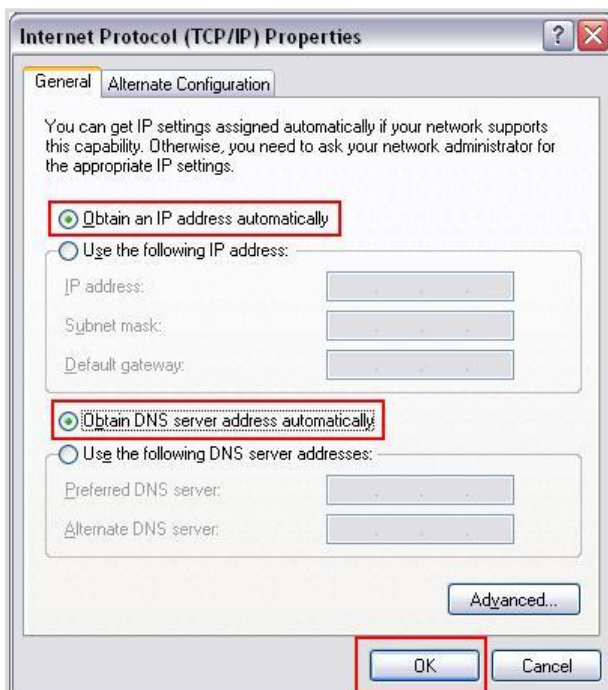 Internet Protocol (TCP/IP) Properties
General
Alternate Configuration
You can get IP settings assigned automatically if your network supports
this capability. Otherwise, you need to ask your network administrator for
the appropriate IP settings.
Obtain an IP address automatically
Use the following IP address:
IP address:
Subnet mask:
Default gateway:
Obtain DNS server address automatically
Use the following DNS server addresses:
Preferred DNS server:
Alternate DNS server:
Advanced...
OK
Cancel